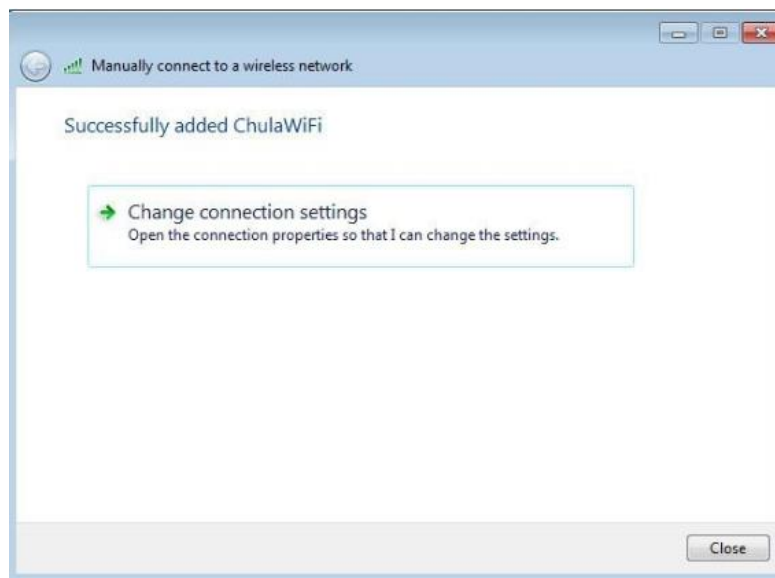 Manually connect to a wireless network
Successfully added ChulaWiFi
Change connection settings
Open the connection properties so that I can change the settings.
Close